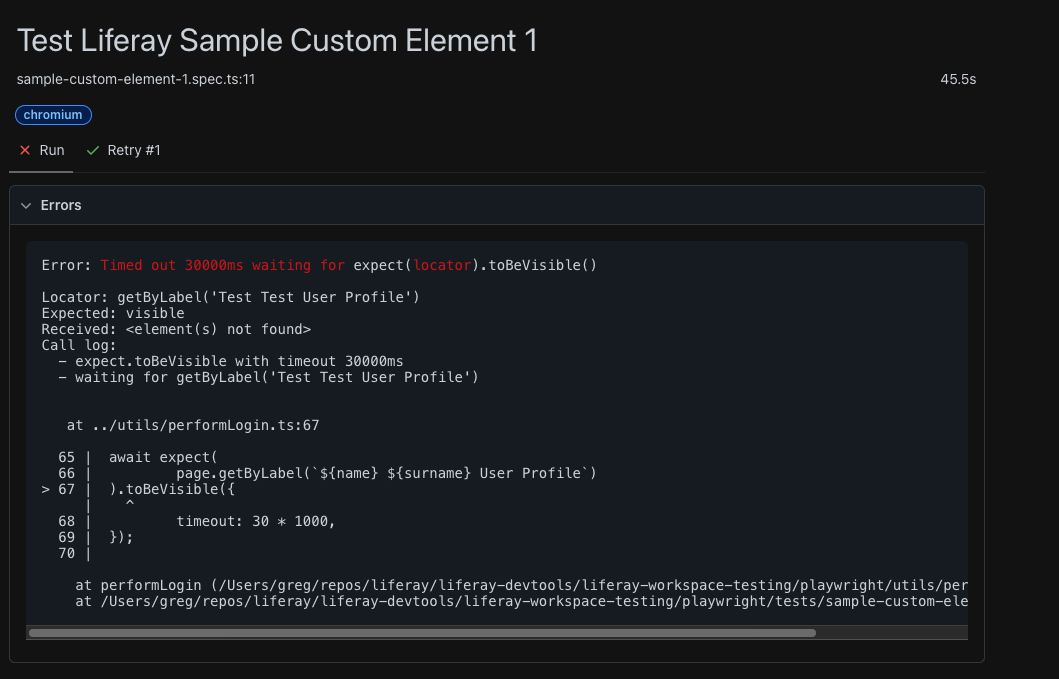 Test Liferay Sample Custom Element 1
sample-custom-element-1.spec.ts:11 45.5s
chromium
Run Retry #1
Errors
Error: Timed out 30000ms waiting for expect(locator).toBeVisible()
Locator: getByLabel('Test Test User Profile')
Expected: visible
Received: <element(s) not found>
Call log:
– expect.toBeVisible with timeout 30000ms
– waiting for getByLabel('Test Test User Profile')
at ../utils/performLogin.ts:67
65 | await expect(
66 | page.getByLabel(`${name} ${surname} User Profile`)
> 67 | ).toBeVisible({
| ^
68 | timeout: 30 * 1000,
69 | });
70 |
at performLogin (/Users/greg/repos/liferay/liferay-devtools/liferay-workspace-testing/playwright/utils/per
at /Users/greg/repos/liferay/liferay-devtools/liferay-workspace-testing/playwright/tests/sample-custom-ele